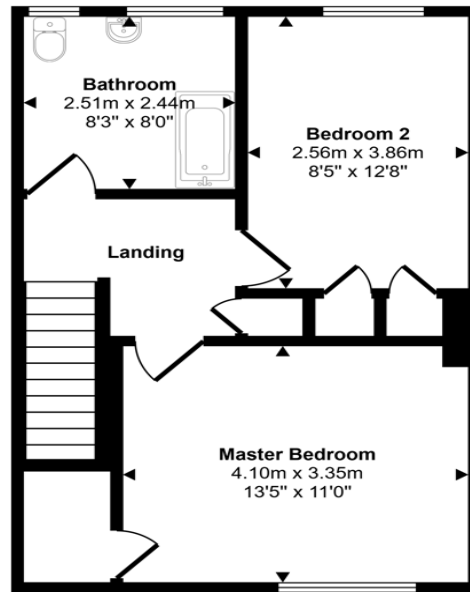 Bathroom
2.51m x 2.44m
8'3" x 8'0"
Bedroom 2
2.56m x 3.86m
8'5" x 12'8"
Landing
Master Bedroom
4.10m x 3.35m
13'5" x 11'0"